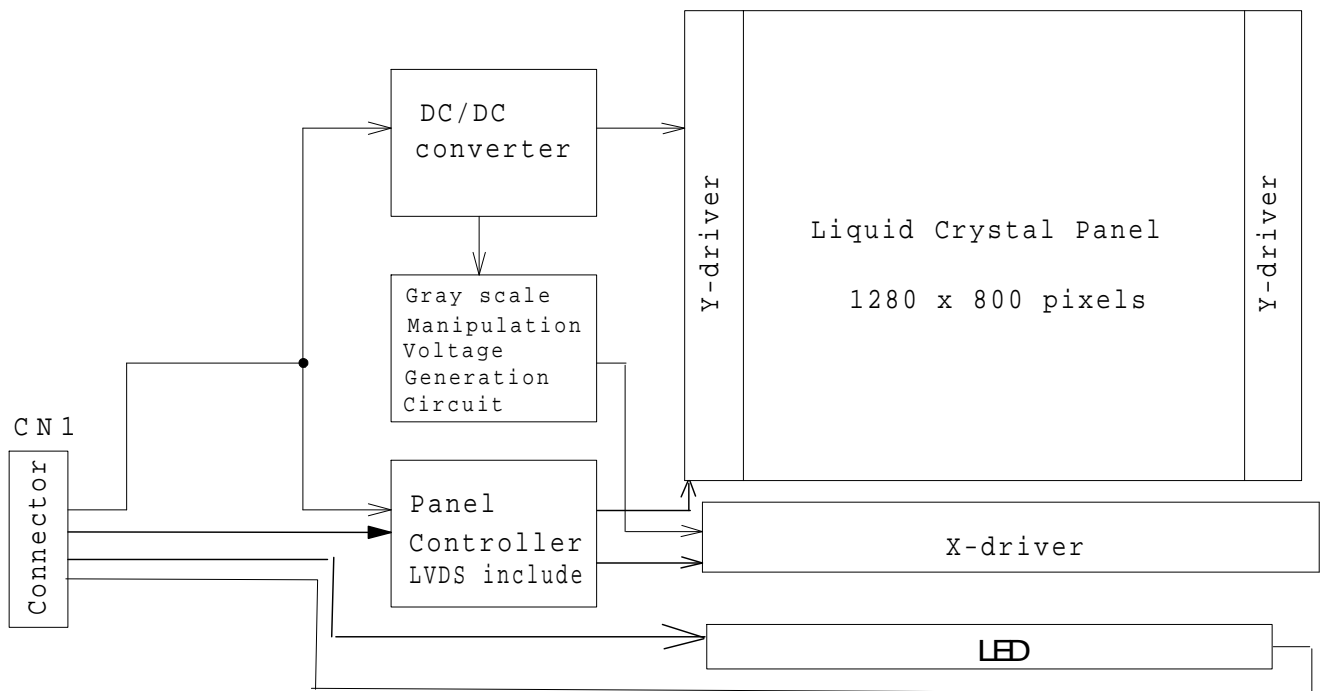 DC/DC
converter
Y-driver
Liquid Crystal Panel
1280 x 800 pixels
Y-driver
Gray scale
Manipulation
Voltage
Generation
Circuit
CN1
Connector
Panel
Controller
LVDS include
X-driver
LED